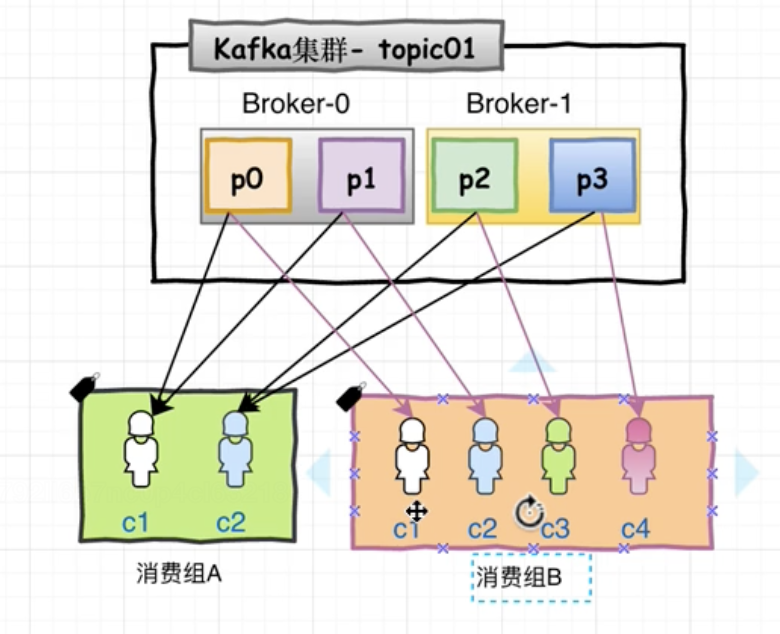 Kafka集群- topic01
Broker-0 Broker-1
p0 p1 p2 p3
c1 c2 c1 c2 c3 c4
消费组A 消费组B